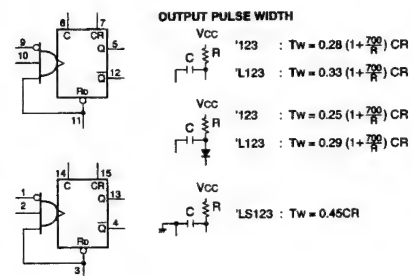 OUTPUT PULSE WIDTH
6 7
C CR
9
10
Q 5
Q̅ 12
RD
11
VCC
R
C
'123 : Tw = 0.28 (1+700/R) CR
'L123 : Tw = 0.33 (1+700/R) CR
VCC
R
C
'123 : Tw = 0.25 (1+700/R) CR
'L123 : Tw = 0.29 (1+700/R) CR
14 15
C CR
1
2
Q 13
Q̅ 4
RD
3
VCC
R
C
'LS123 : Tw = 0.45CR